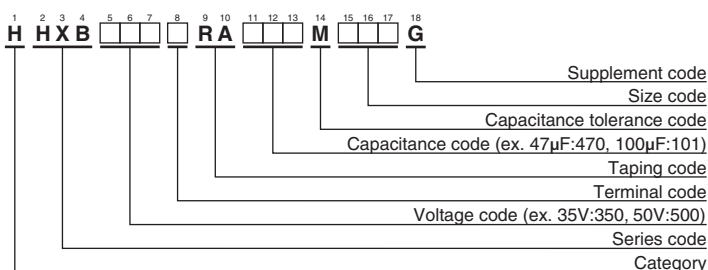 1 2 3 4 5 6 7 8 9 10 11 12 13 14 15 16 17 18
H HXB □□□ □ RA □□□ M □□□ G
Supplement code
Size code
Capacitance tolerance code
Capacitance code (ex. 47µF:470, 100µF:101)
Taping code
Terminal code
Voltage code (ex. 35V:350, 50V:500)
Series code
Category